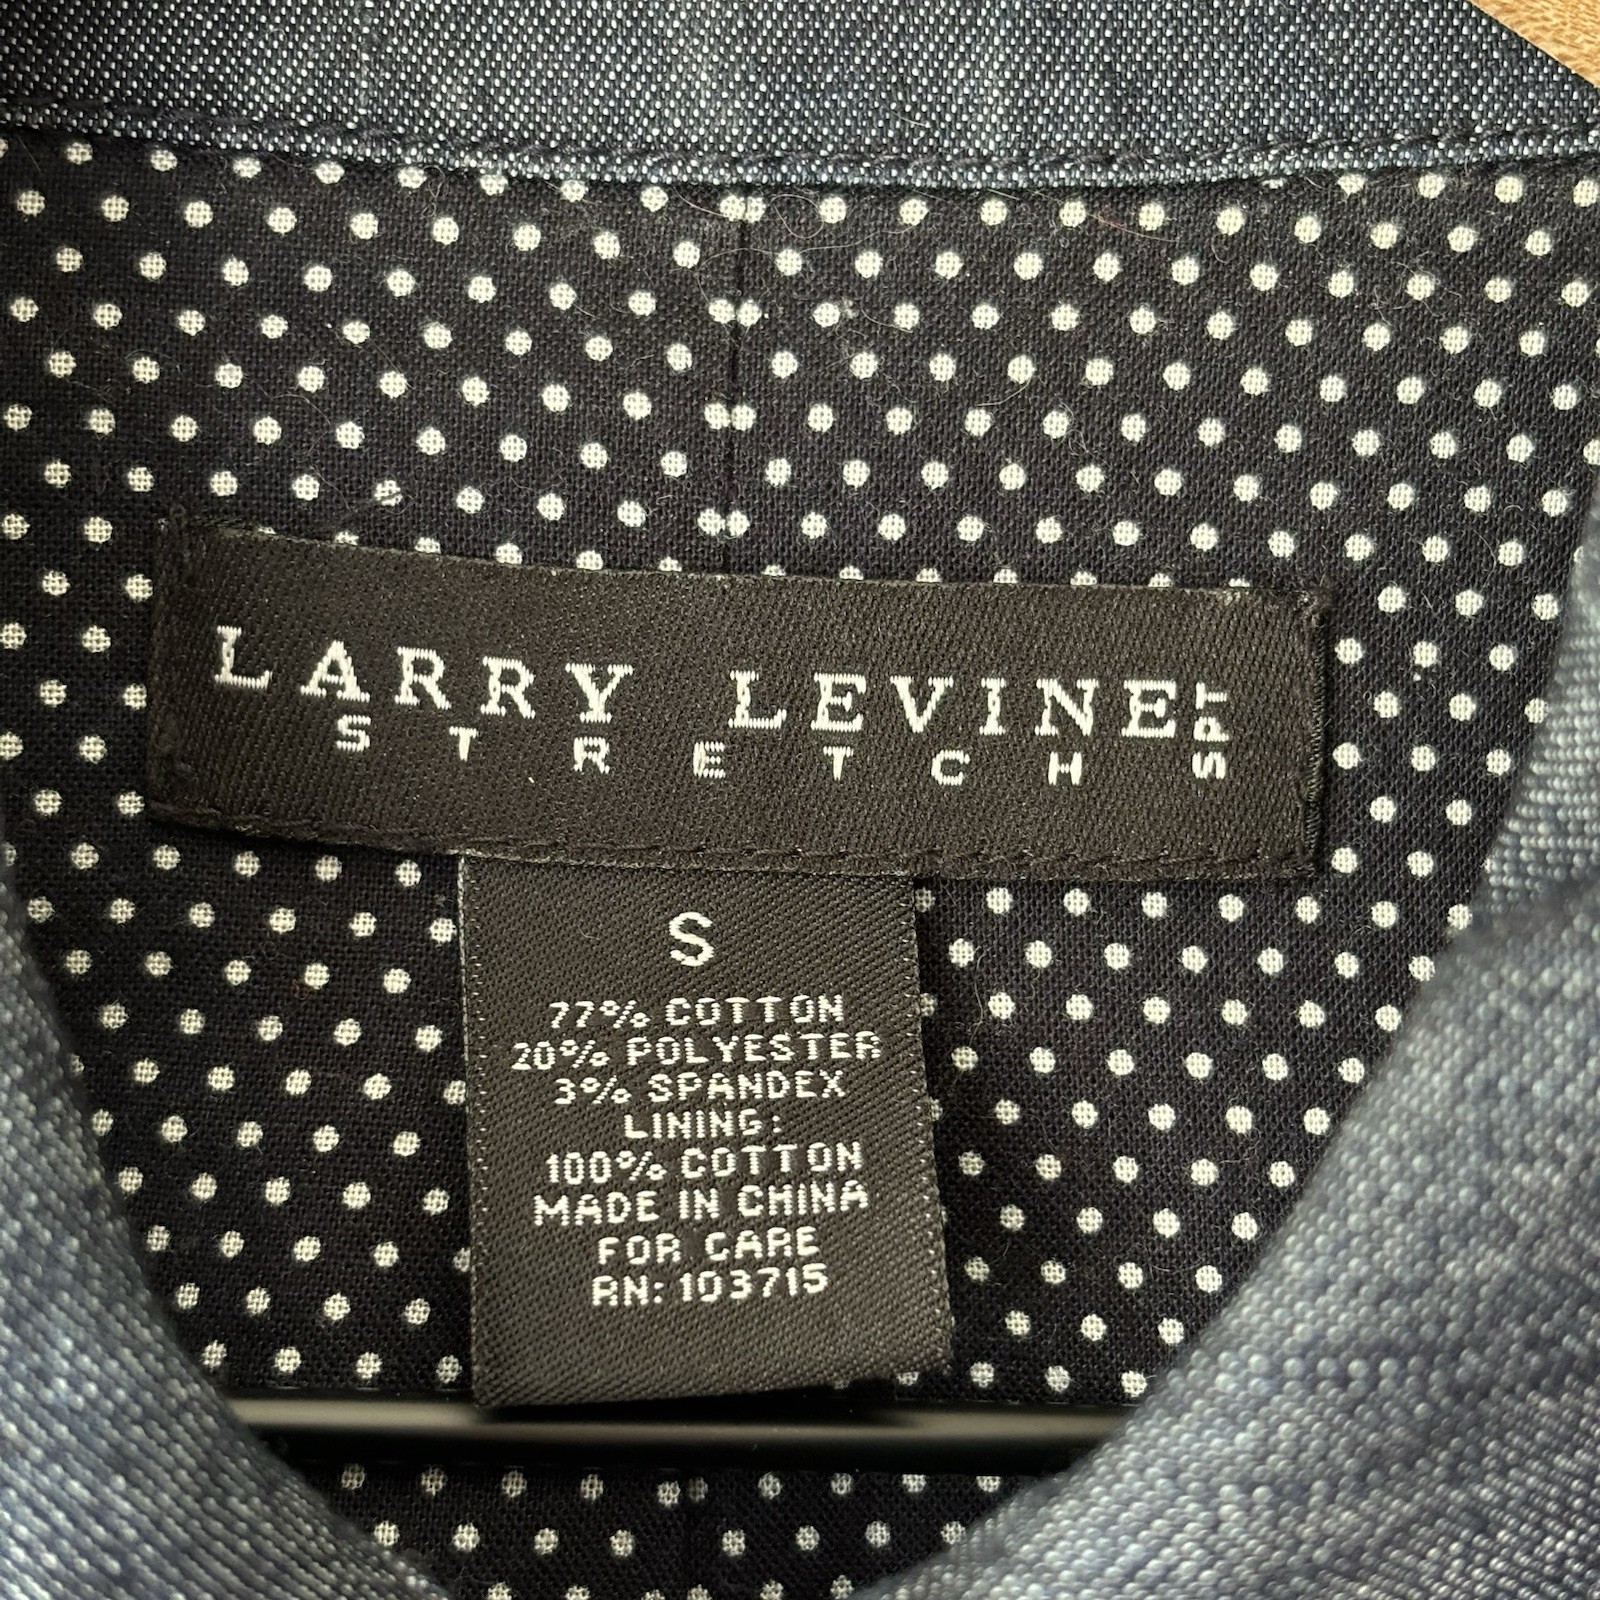 LARRY LEVINE SPT
STRETCH
S
77% COTTON
20% POLYESTER
3% SPANDEX
LINING:
100% COTTON
MADE IN CHINA
FOR CARE
RN: 103715